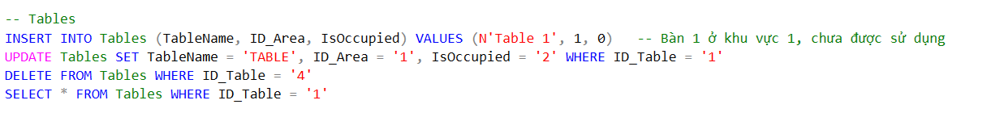 -- Tables
INSERT INTO Tables (TableName, ID_Area, IsOccupied) VALUES (N'Table 1', 1, 0)   -- Bàn 1 ở khu vực 1, chưa được sử dụng
UPDATE Tables SET TableName = 'TABLE', ID_Area = '1', IsOccupied = '2' WHERE ID_Table = '1'
DELETE FROM Tables WHERE ID_Table = '4'
SELECT * FROM Tables WHERE ID_Table = '1'